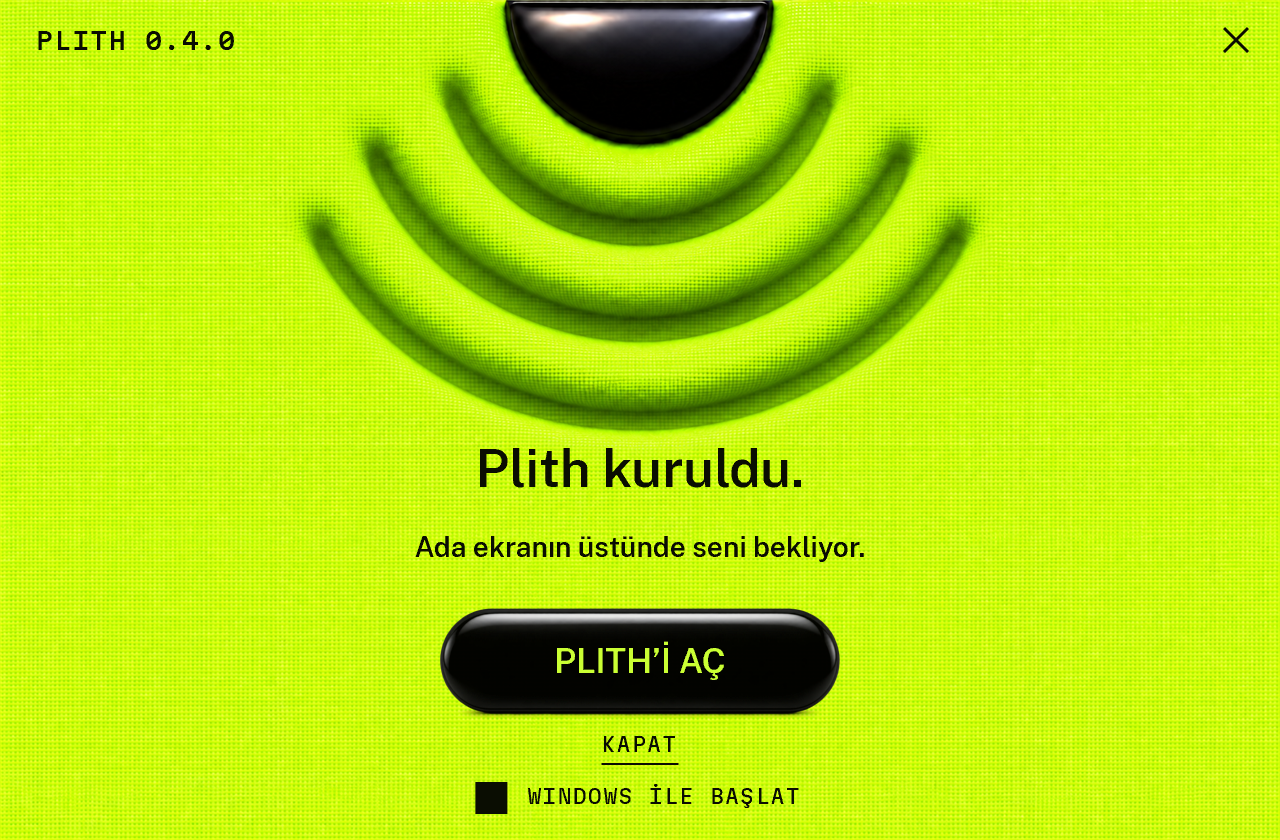 PLITH 0.4.0
Plith kuruldu.
Ada ekranın üstünde seni bekliyor.
PLITH’İ AÇ
KAPAT
WINDOWS İLE BAŞLAT